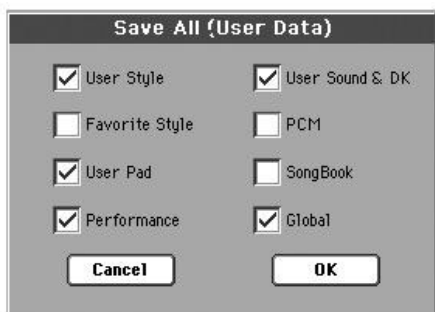 Save All (User Data)
User Style
User Sound & DK
Favorite Style
PCM
User Pad
SongBook
Performance
Global
Cancel
OK